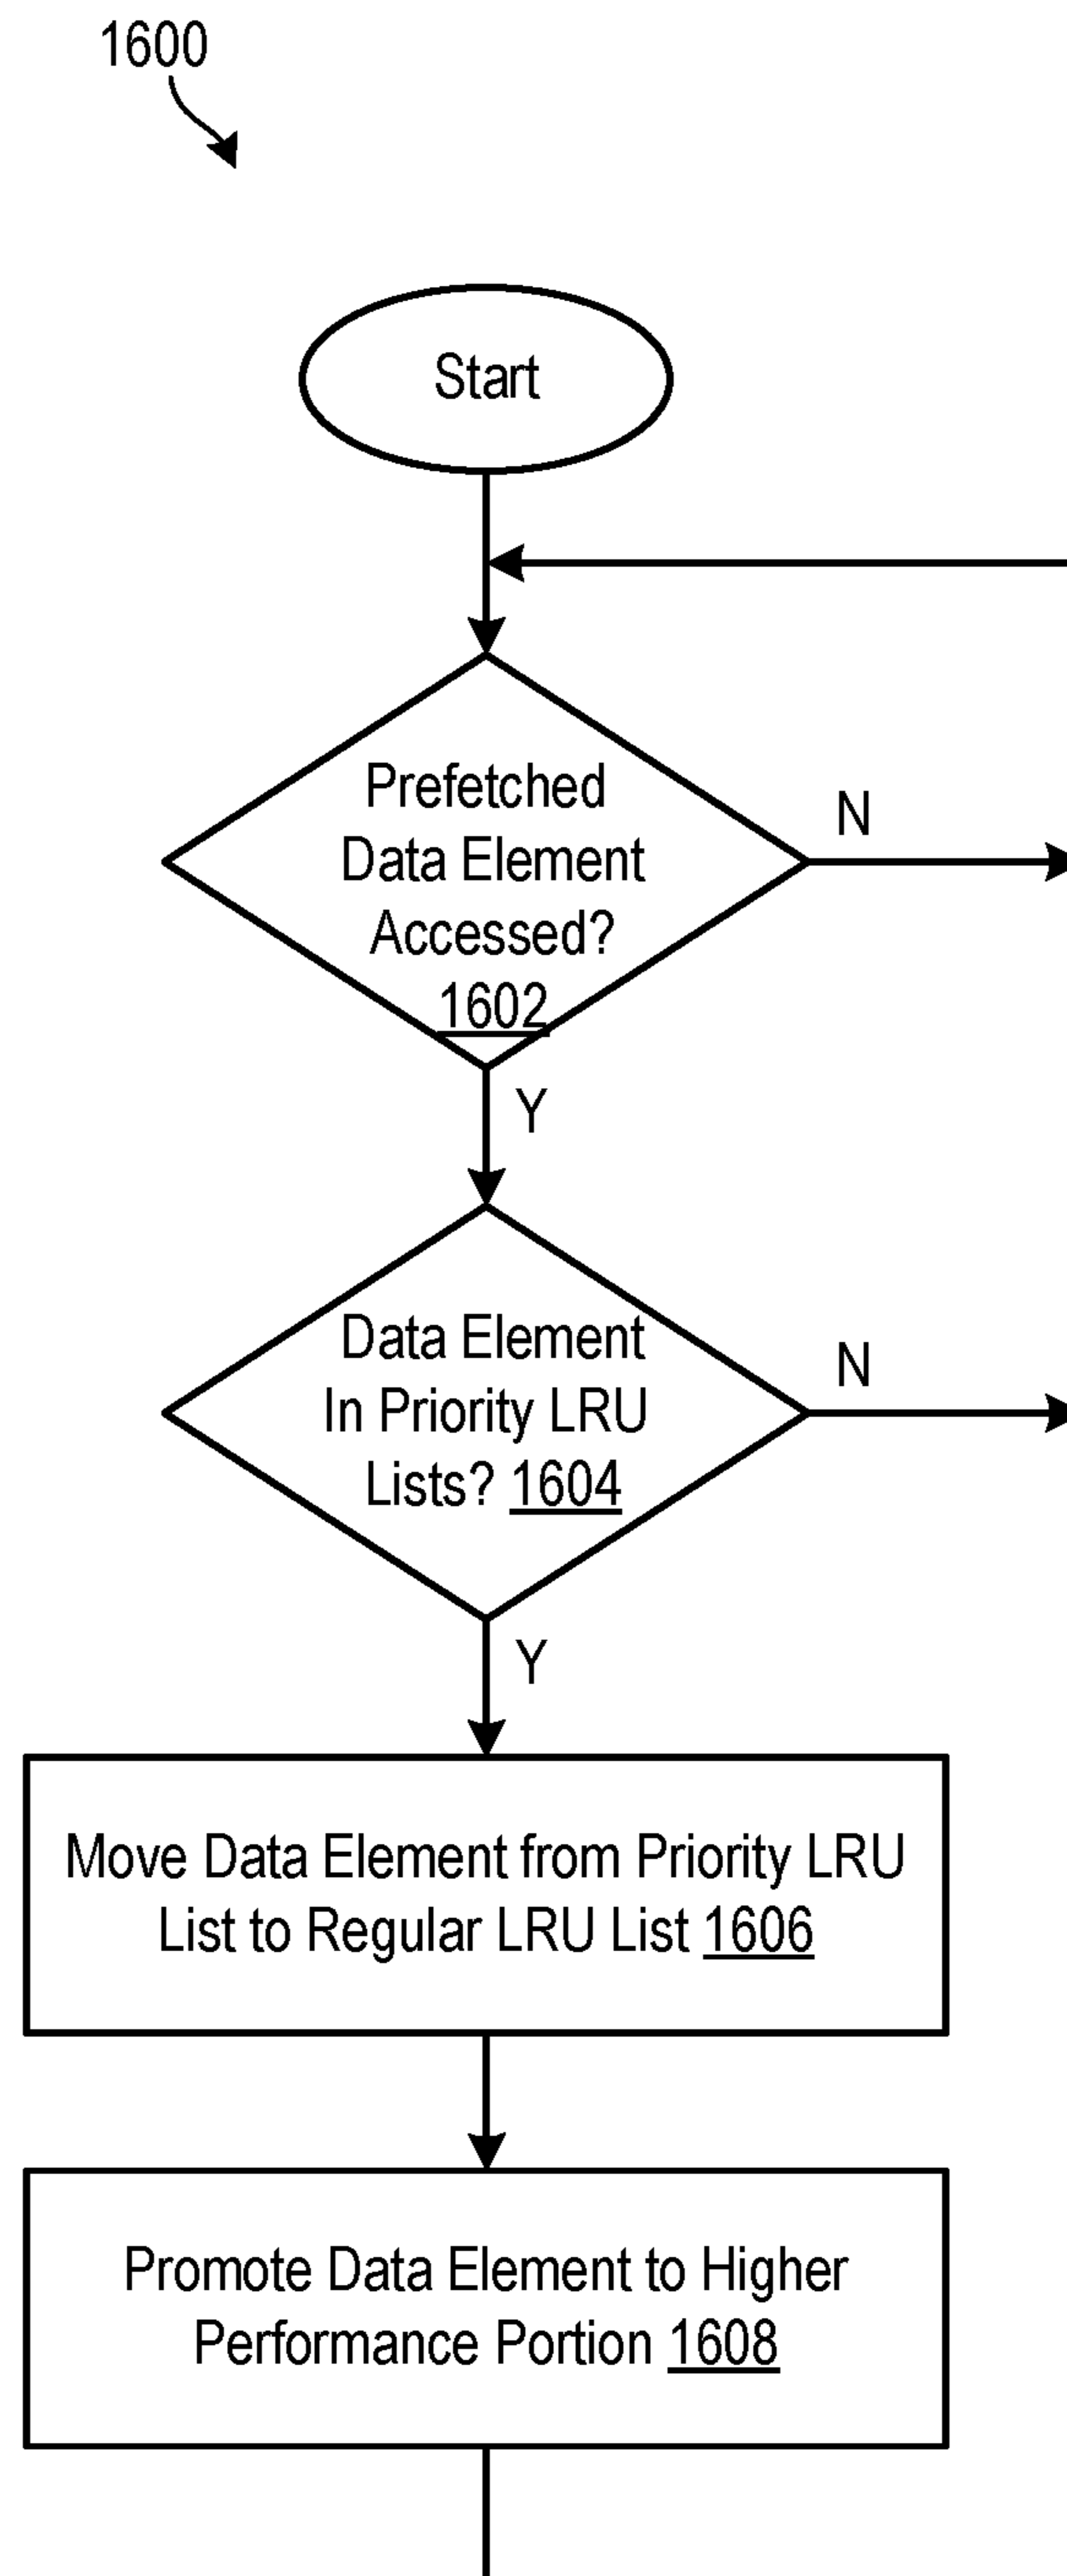 1600
Start
Prefetched
Data Element
Accessed?
1602
N
Y
Data Element
In Priority LRU
Lists? 1604
N
Y
Move Data Element from Priority LRU
List to Regular LRU List 1606
Promote Data Element to Higher
Performance Portion 1608